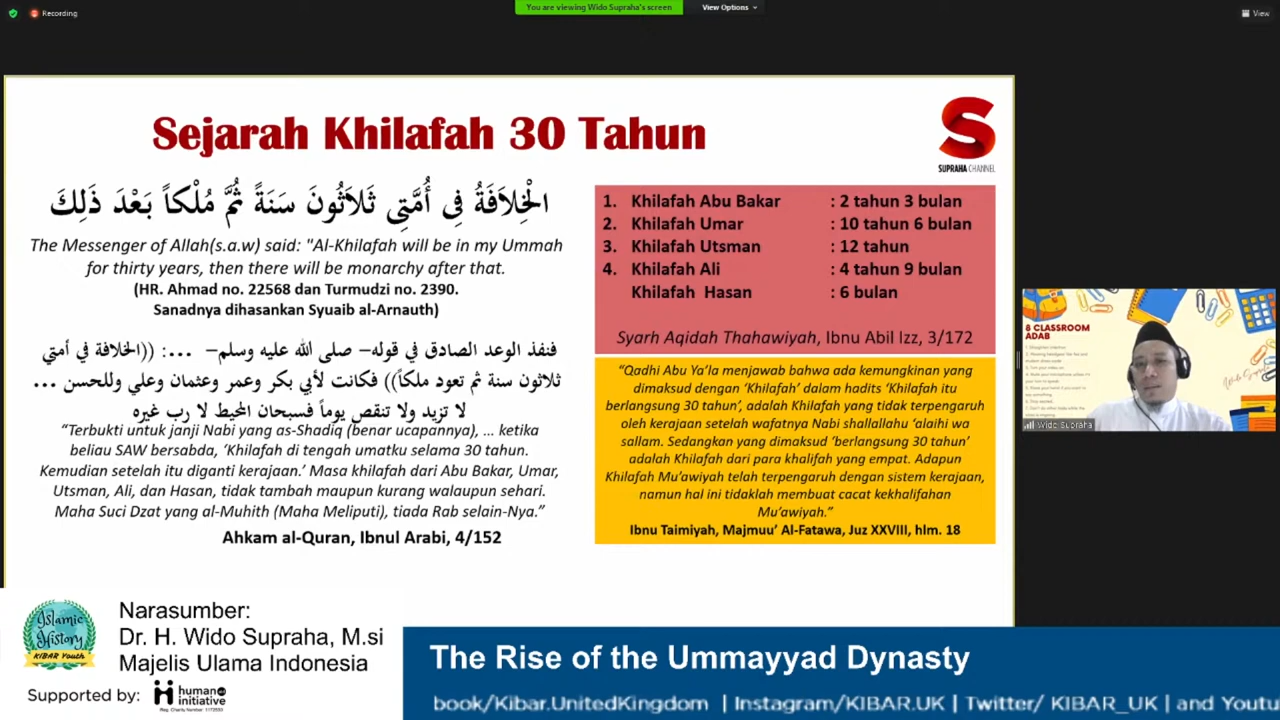 Recording
You are viewing Wido Supraha's screen
View Options
View
Sejarah Khilafah 30 Tahun
S
SUPRAHA CHANNEL
الْخِلاَفَةُ فِى أُمَّتِى ثَلاَثُونَ سَنَةً ثُمَّ مُلْكاً بَعْدَ ذَلِكَ
The Messenger of Allah(s.a.w) said: "Al-Khilafah will be in my Ummah
for thirty years, then there will be monarchy after that.
(HR. Ahmad no. 22568 dan Turmudzi no. 2390.
Sanadnya dihasankan Syuaib al-Arnauth)
فنفذ الوعد الصادق في قوله– صلى الله عليه وسلم– ...: ((الخلافة في أمتي
ثلاثون سنة ثم تعود ملكاً)) فكانت لأبي بكر وعمر وعثمان وعلي وللحسن ...
لا تزيد ولا تنقص يوماً فسبحان المحيط لا رب غيره
“Terbukti untuk janji Nabi yang as-Shadiq (benar ucapannya), ... ketika
beliau SAW bersabda, ‘Khilafah di tengah umatku selama 30 tahun.
Kemudian setelah itu diganti kerajaan.’ Masa khilafah dari Abu Bakar, Umar,
Utsman, Ali, dan Hasan, tidak tambah maupun kurang walaupun sehari.
Maha Suci Dzat yang al-Muhith (Maha Meliputi), tiada Rab selain-Nya.”
Ahkam al-Quran, Ibnul Arabi, 4/152
1. Khilafah Abu Bakar : 2 tahun 3 bulan
2. Khilafah Umar : 10 tahun 6 bulan
3. Khilafah Utsman : 12 tahun
4. Khilafah Ali : 4 tahun 9 bulan
Khilafah Hasan : 6 bulan
Syarh Aqidah Thahawiyah, Ibnu Abil Izz, 3/172
“Qadhi Abu Ya’la menjawab bahwa ada kemungkinan yang
dimaksud dengan ‘Khilafah’ dalam hadits ‘Khilafah itu
berlangsung 30 tahun’, adalah Khilafah yang tidak terpengaruh
oleh kerajaan setelah wafatnya Nabi shallallahu ‘alaihi wa
sallam. Sedangkan yang dimaksud ‘berlangsung 30 tahun’
adalah Khilafah dari para khalifah yang empat. Adapun
Khilafah Mu’awiyah telah terpengaruh dengan sistem kerajaan,
namun hal ini tidaklah membuat cacat kekhalifahan
Mu’awiyah.”
Ibnu Taimiyah, Majmuu’ Al-Fatawa, Juz XXVIII, hlm. 18
8 CLASSROOM
ADAB
Wido Supraha
Islamic
History
KIBAR Youth
Narasumber:
Dr. H. Wido Supraha, M.si
Majelis Ulama Indonesia
Supported by:
human
initiative
The Rise of the Ummayyad Dynasty
book/Kibar.UnitedKingdom | Instagram/KIBAR.UK | Twitter/ KIBAR_UK | and Youtu